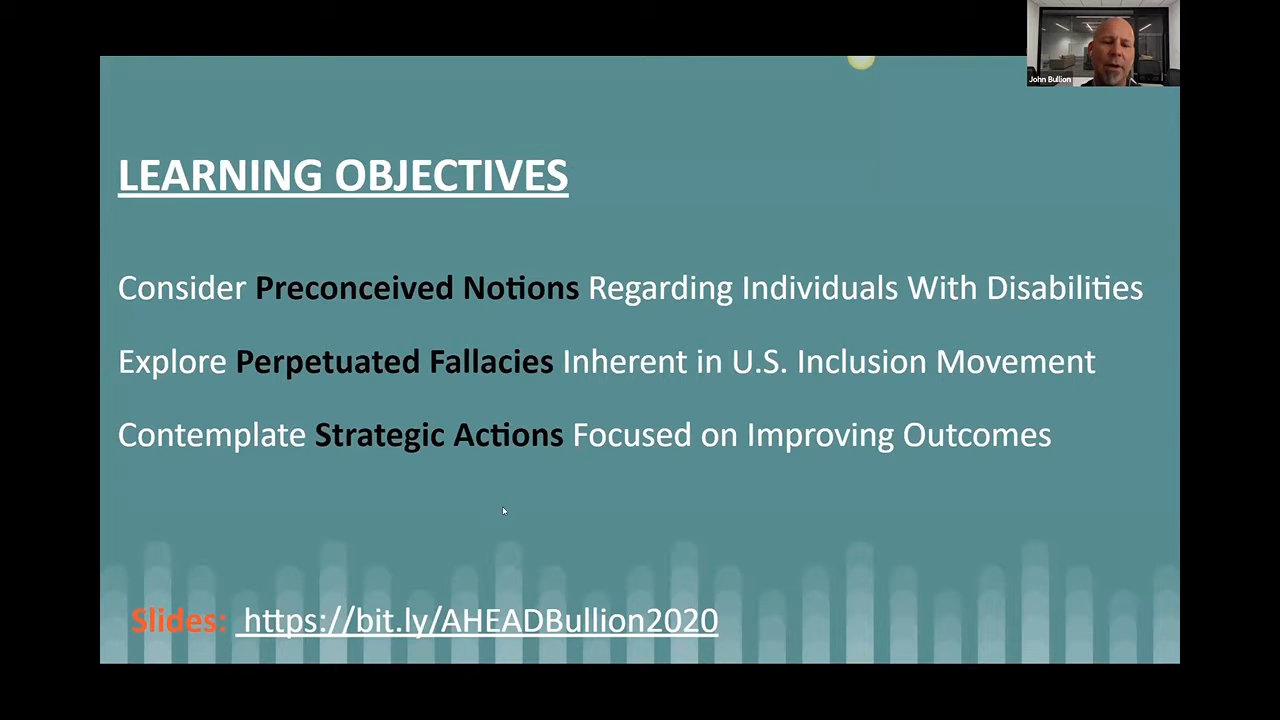 John Bullion
LEARNING OBJECTIVES
Consider Preconceived Notions Regarding Individuals With Disabilities
Explore Perpetuated Fallacies Inherent in U.S. Inclusion Movement
Contemplate Strategic Actions Focused on Improving Outcomes
Slides: https://bit.ly/AHEADBullion2020